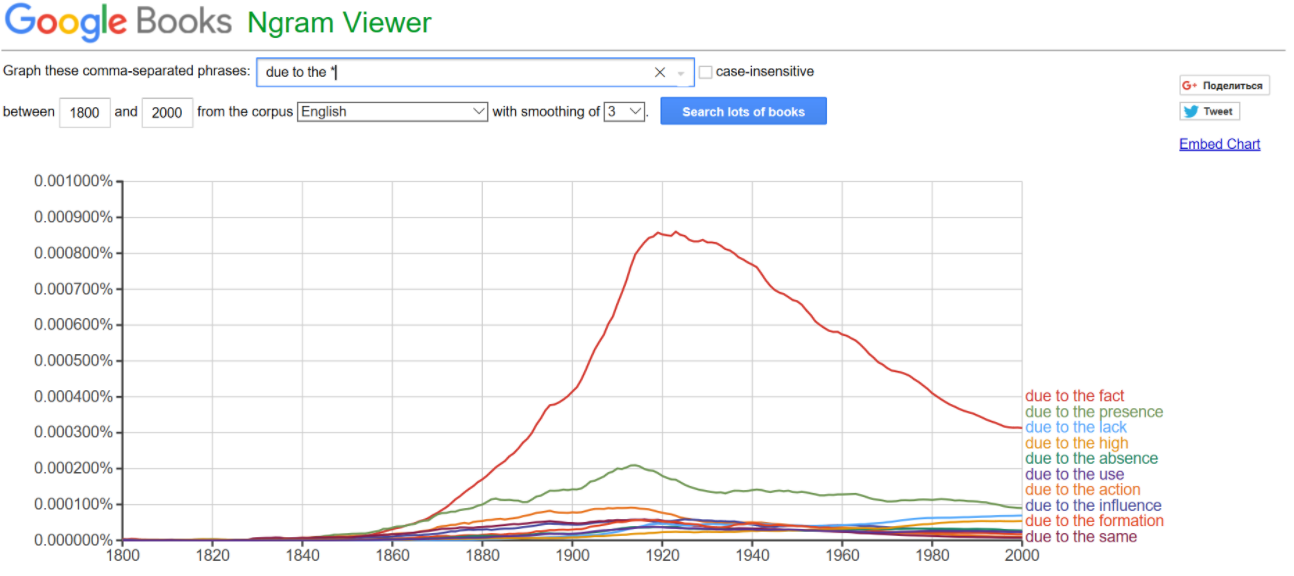 Google Books Ngram Viewer
Graph these comma-separated phrases: due to the * case-insensitive
between 1800 and 2000 from the corpus English with smoothing of 3. Search lots of books
G+ Поделиться
Tweet
Embed Chart
0.001000%
0.000900%
0.000800%
0.000700%
0.000600%
0.000500%
0.000400%
0.000300%
0.000200%
0.000100%
0.000000%
due to the fact
due to the presence
due to the lack
due to the high
due to the absence
due to the use
due to the action
due to the influence
due to the formation
due to the same
1800 1820 1840 1860 1880 1900 1920 1940 1960 1980 2000